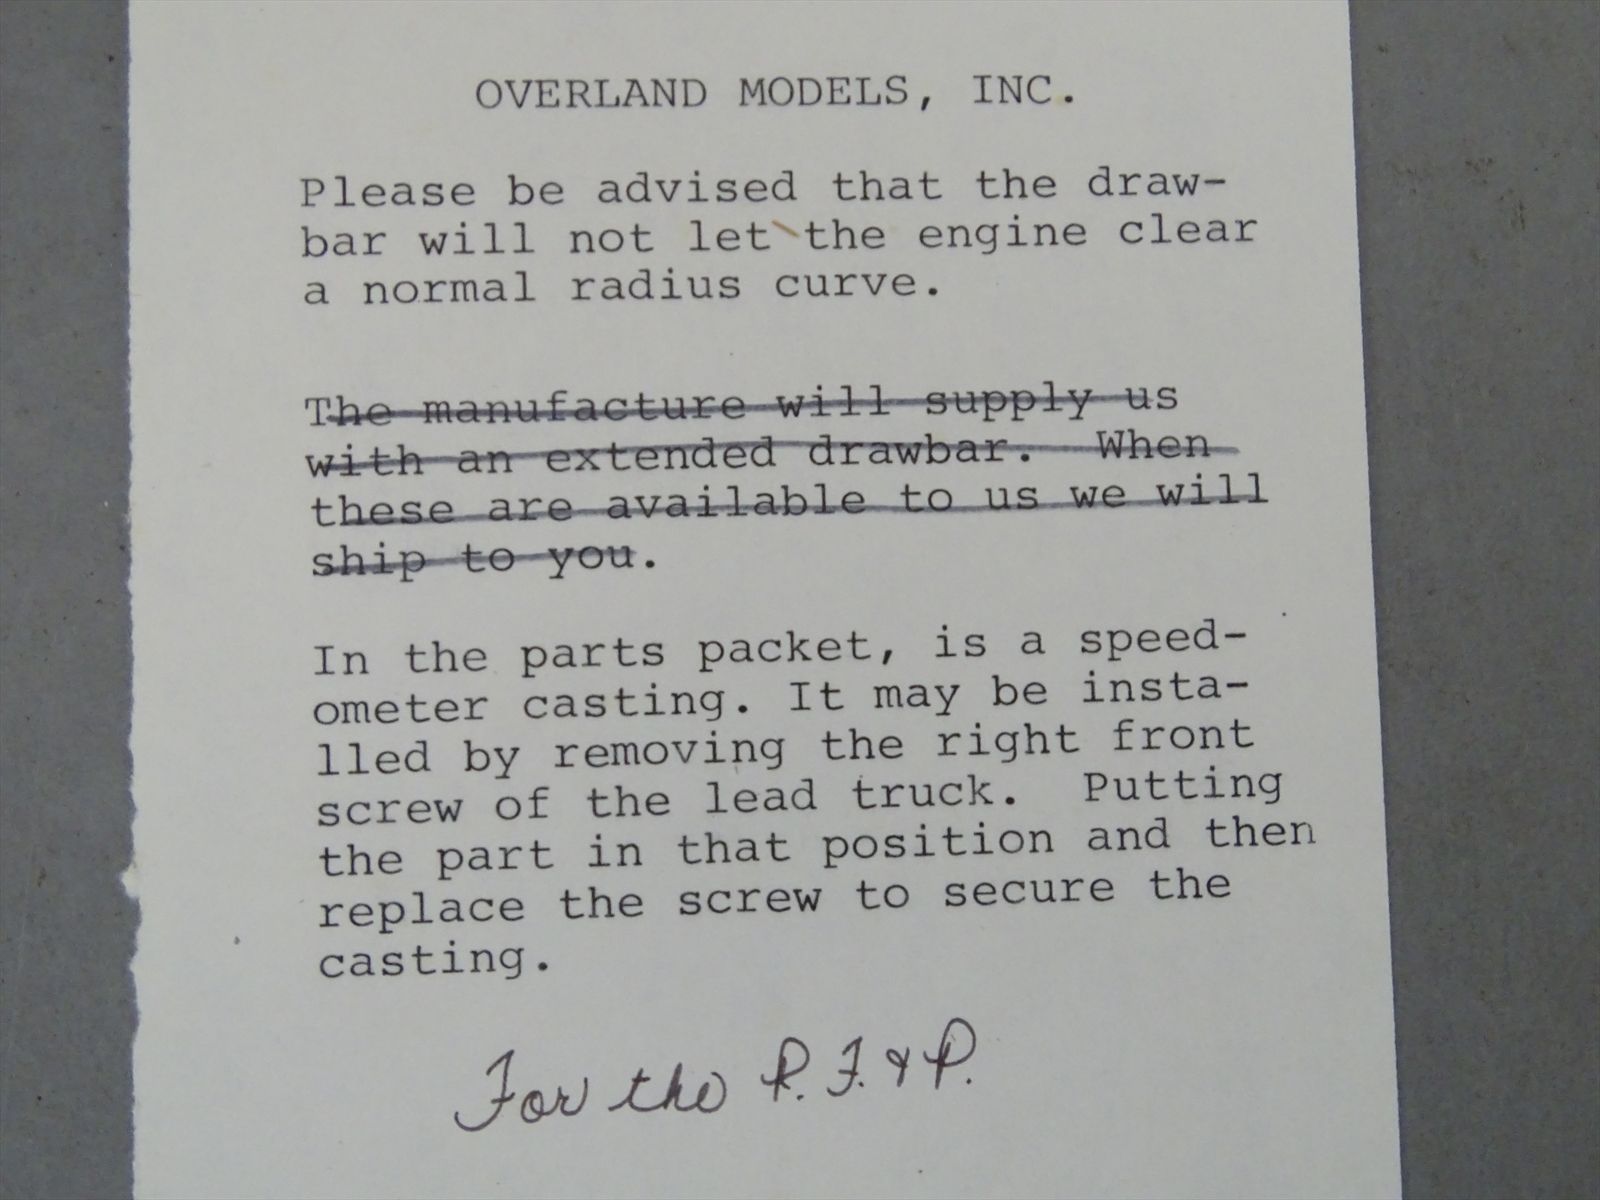 OVERLAND MODELS, INC.
Please be advised that the draw-
bar will not let the engine clear
a normal radius curve.
The manufacture will supply us
with an extended drawbar. When
these are available to us we will
ship to you.
In the parts packet, is a speed-
ometer casting. It may be insta-
lled by removing the right front
screw of the lead truck. Putting
the part in that position and then
replace the screw to secure the
casting.
For the R. F. & P.